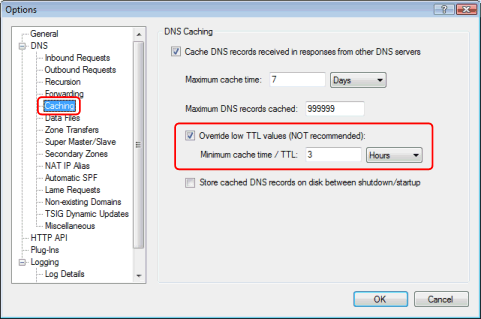 Options
General
DNS
Inbound Requests
Outbound Requests
Recursion
Forwarding
Caching
Data Files
Zone Transfers
Super Master/Slave
Secondary Zones
NAT IP Alias
Automatic SPF
Lame Requests
Non-existing Domains
TSIG Dynamic Updates
Miscellaneous
HTTP API
Plug-Ins
Logging
Log Details
DNS Caching
Cache DNS records received in responses from other DNS servers
Maximum cache time: 7 Days
Maximum DNS records cached: 999999
Override low TTL values (NOT recommended):
Minimum cache time / TTL: 3 Hours
Store cached DNS records on disk between shutdown/startup
OK Cancel